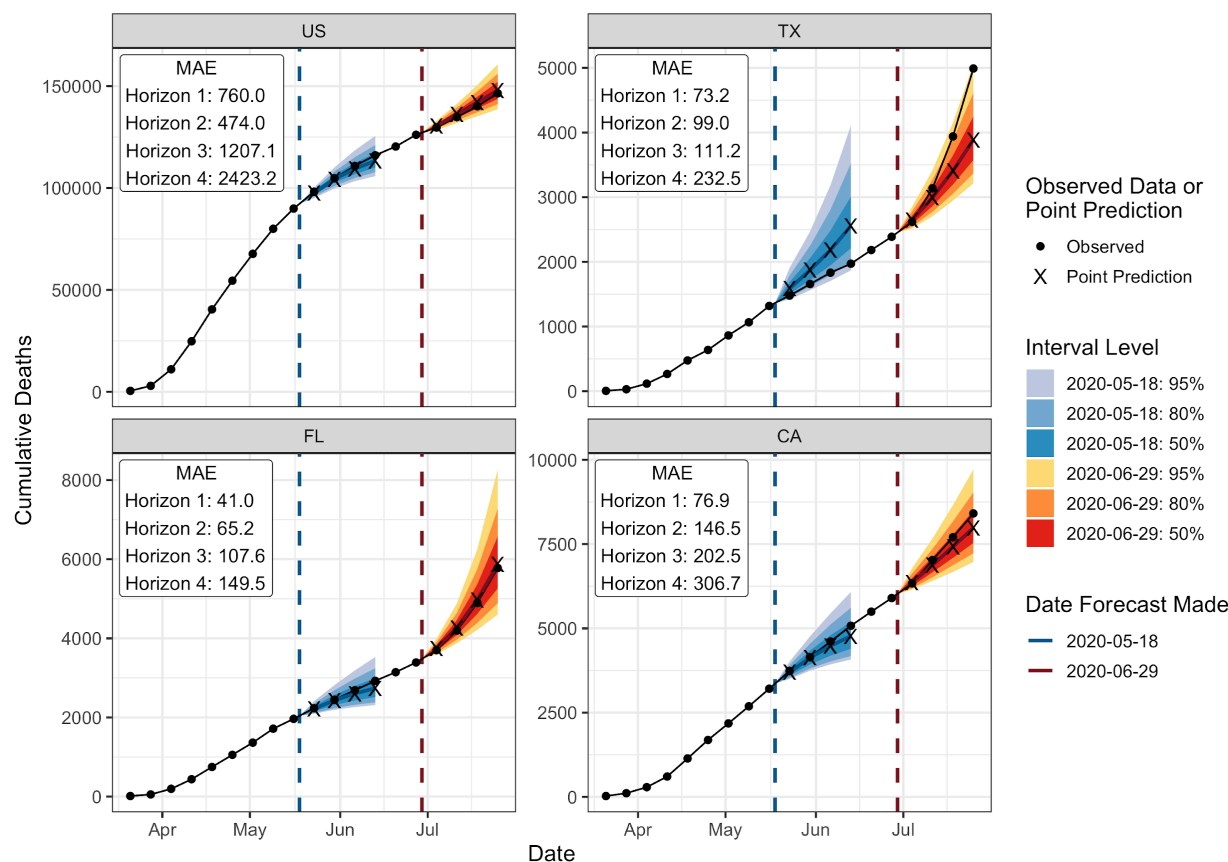 US
MAE
Horizon 1: 760.0
Horizon 2: 474.0
Horizon 3: 1207.1
Horizon 4: 2423.2
150000
100000
50000
0
TX
MAE
Horizon 1: 73.2
Horizon 2: 99.0
Horizon 3: 111.2
Horizon 4: 232.5
5000
4000
3000
2000
1000
0
Cumulative Deaths
FL
MAE
Horizon 1: 41.0
Horizon 2: 65.2
Horizon 3: 107.6
Horizon 4: 149.5
8000
6000
4000
2000
0
Apr May Jun Jul
CA
MAE
Horizon 1: 76.9
Horizon 2: 146.5
Horizon 3: 202.5
Horizon 4: 306.7
10000
7500
5000
2500
0
Apr May Jun Jul
Date
Observed Data or
Point Prediction
Observed
X Point Prediction
Interval Level
2020-05-18: 95%
2020-05-18: 80%
2020-05-18: 50%
2020-06-29: 95%
2020-06-29: 80%
2020-06-29: 50%
Date Forecast Made
2020-05-18
2020-06-29